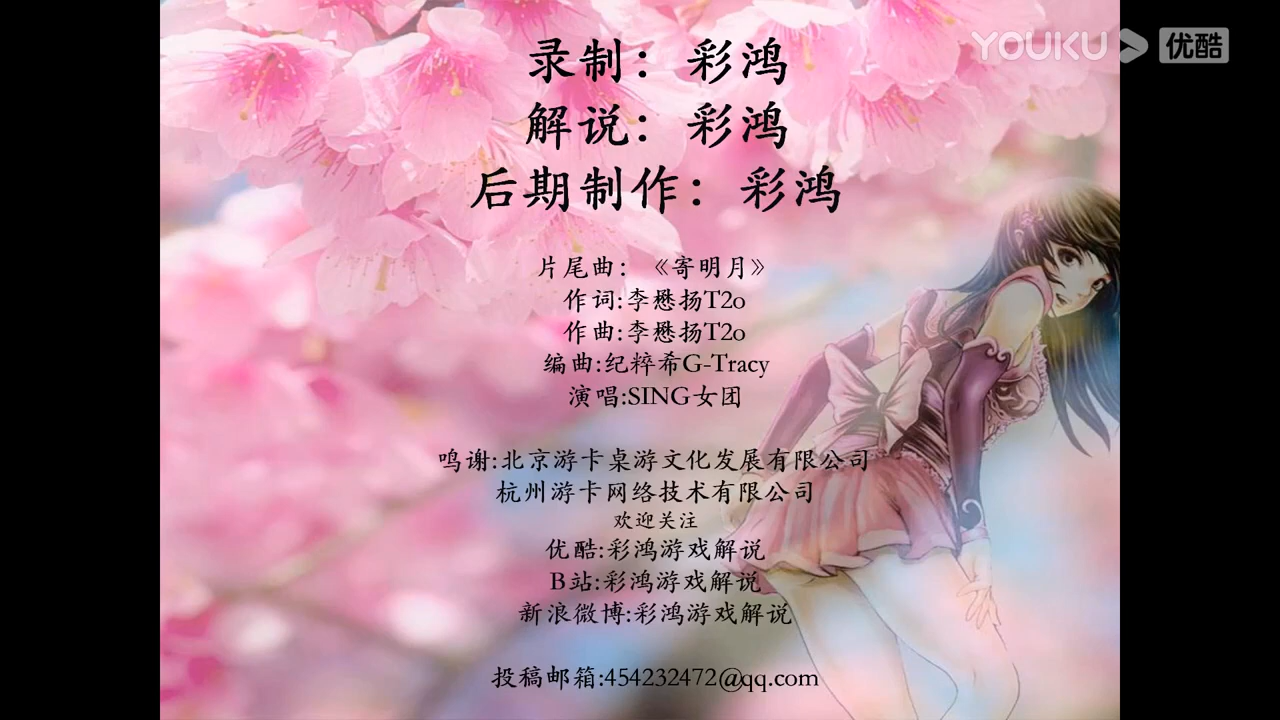 YOUKU 优酷
录制：彩鸿
解说：彩鸿
后期制作：彩鸿
片尾曲：《寄明月》
作词:李懋扬T2o
作曲:李懋扬T2o
编曲:纪粹希G-Tracy
演唱:SING女团
鸣谢:北京游卡桌游文化发展有限公司
杭州游卡网络技术有限公司
欢迎关注
优酷:彩鸿游戏解说
B站:彩鸿游戏解说
新浪微博:彩鸿游戏解说
投稿邮箱:454232472@qq.com